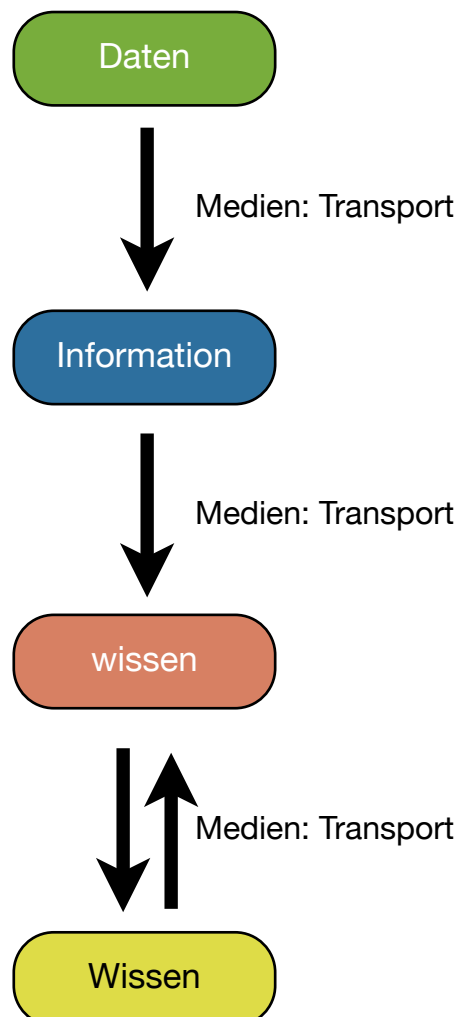 Daten
Medien: Transport
Information
Medien: Transport
wissen
Medien: Transport
Wissen